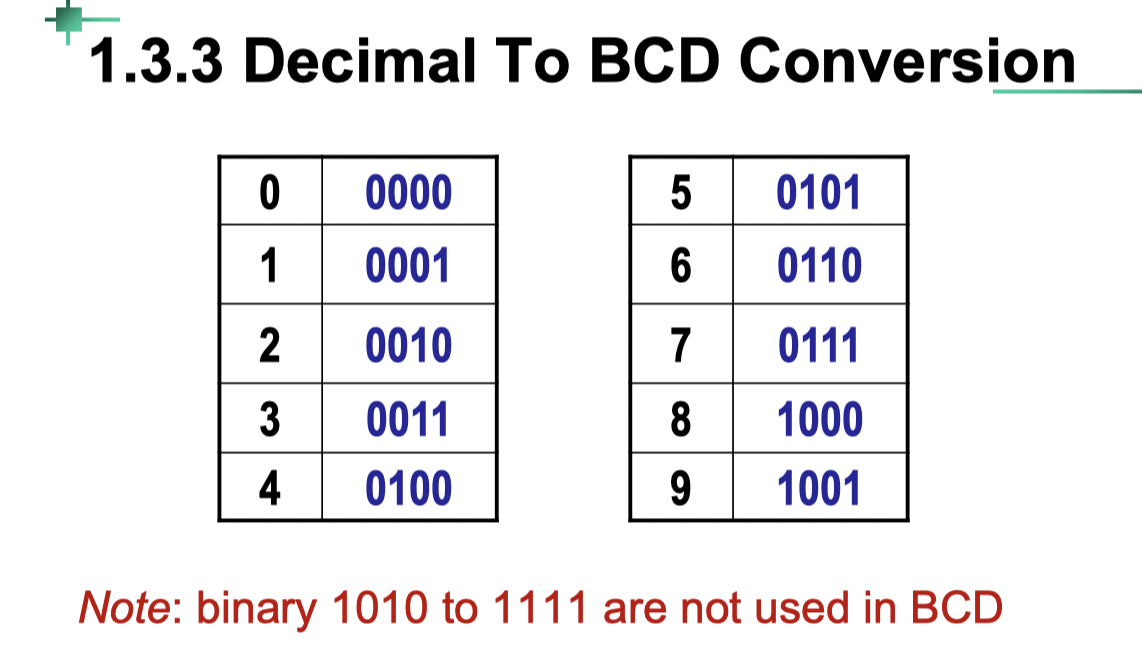 1.3.3 Decimal To BCD Conversion
0 0000 5 0101
1 0001 6 0110
2 0010 7 0111
3 0011 8 1000
4 0100 9 1001
Note: binary 1010 to 1111 are not used in BCD